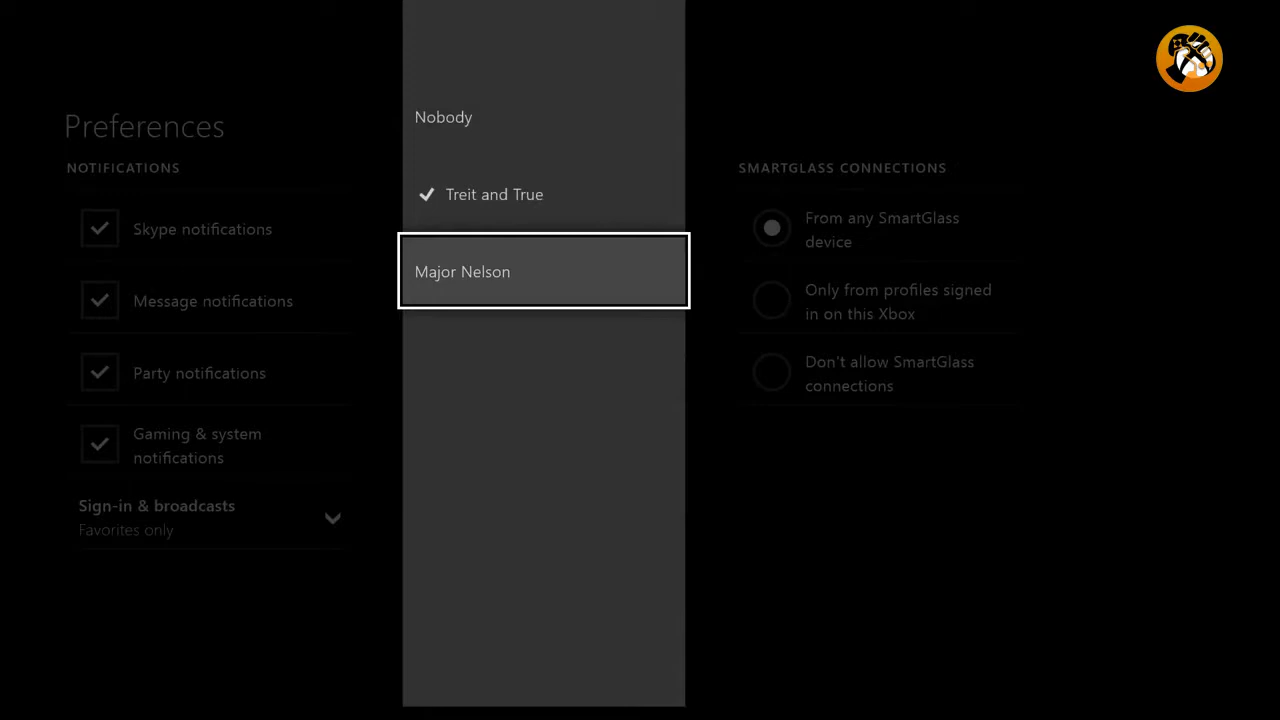 Preferences
NOTIFICATIONS
Skype notifications
Message notifications
Party notifications
Gaming & system
notifications
Sign-in & broadcasts
Favorites only
Nobody
Treit and True
Major Nelson
SMARTGLASS CONNECTIONS
From any SmartGlass
device
Only from profiles signed
in on this Xbox
Don't allow SmartGlass
connections